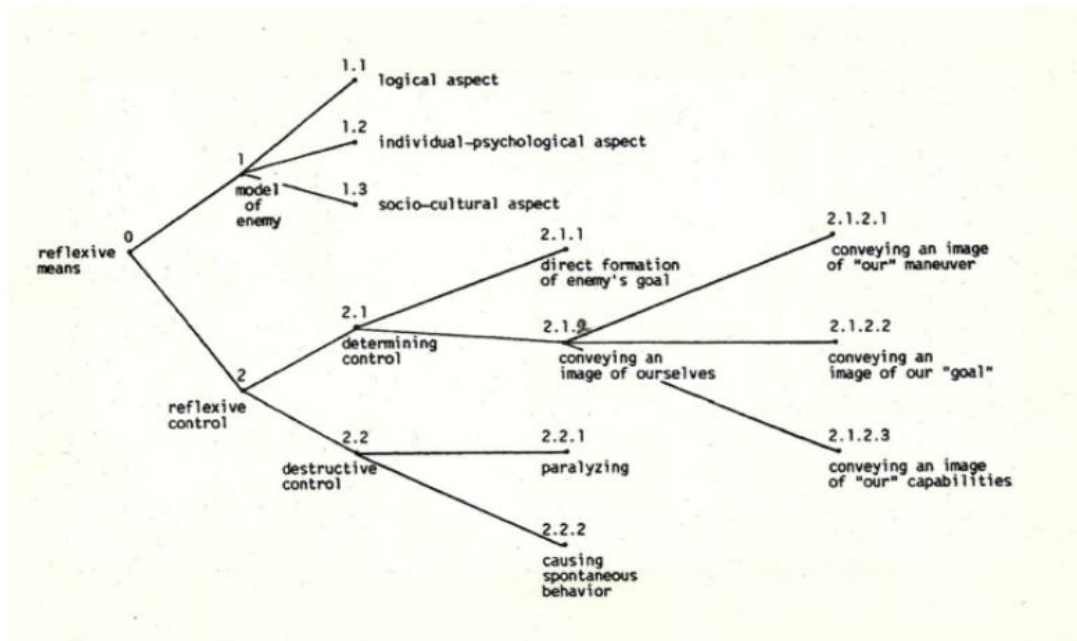 1.1
logical aspect
1.2
individual-psychological aspect
1
model
of
enemy
1.3
socio-cultural aspect
0
reflexive
means
2.1.2.1
conveying an image
of "our" maneuver
2.1.1
direct formation
of enemy's goal
2.1
determining
control
2.1.2
conveying an
image of ourselves
2.1.2.2
conveying an
image of our "goal"
2
reflexive
control
2.2
destructive
control
2.2.1
paralyzing
2.1.2.3
conveying an image
of "our" capabilities
2.2.2
causing
spontaneous
behavior